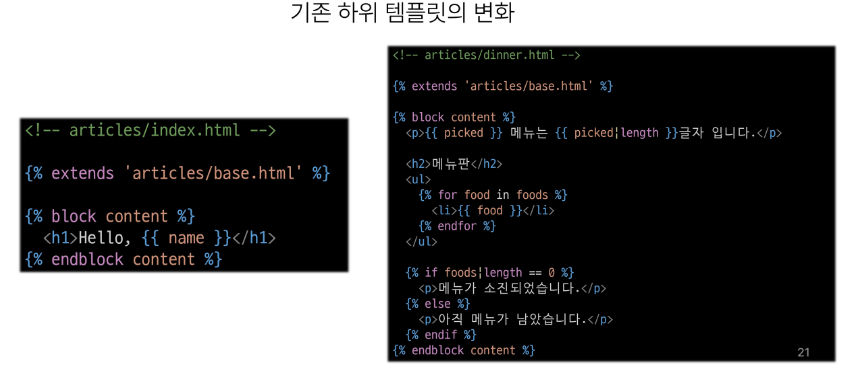 기존 하위 템플릿의 변화
<!-- articles/index.html -->
{% extends 'articles/base.html' %}
{% block content %}
<h1>Hello, {{ name }}</h1>
{% endblock content %}
<!-- articles/dinner.html -->
{% extends 'articles/base.html' %}
{% block content %}
<p>{{ picked }} 메뉴는 {{ picked|length }}글자 입니다.</p>
<h2>메뉴판</h2>
<ul>
{% for food in foods %}
<li>{{ food }}</li>
{% endfor %}
</ul>
{% if foods|length == 0 %}
<p>메뉴가 소진되었습니다.</p>
{% else %}
<p>아직 메뉴가 남았습니다.</p>
{% endif %}
{% endblock content %}
21